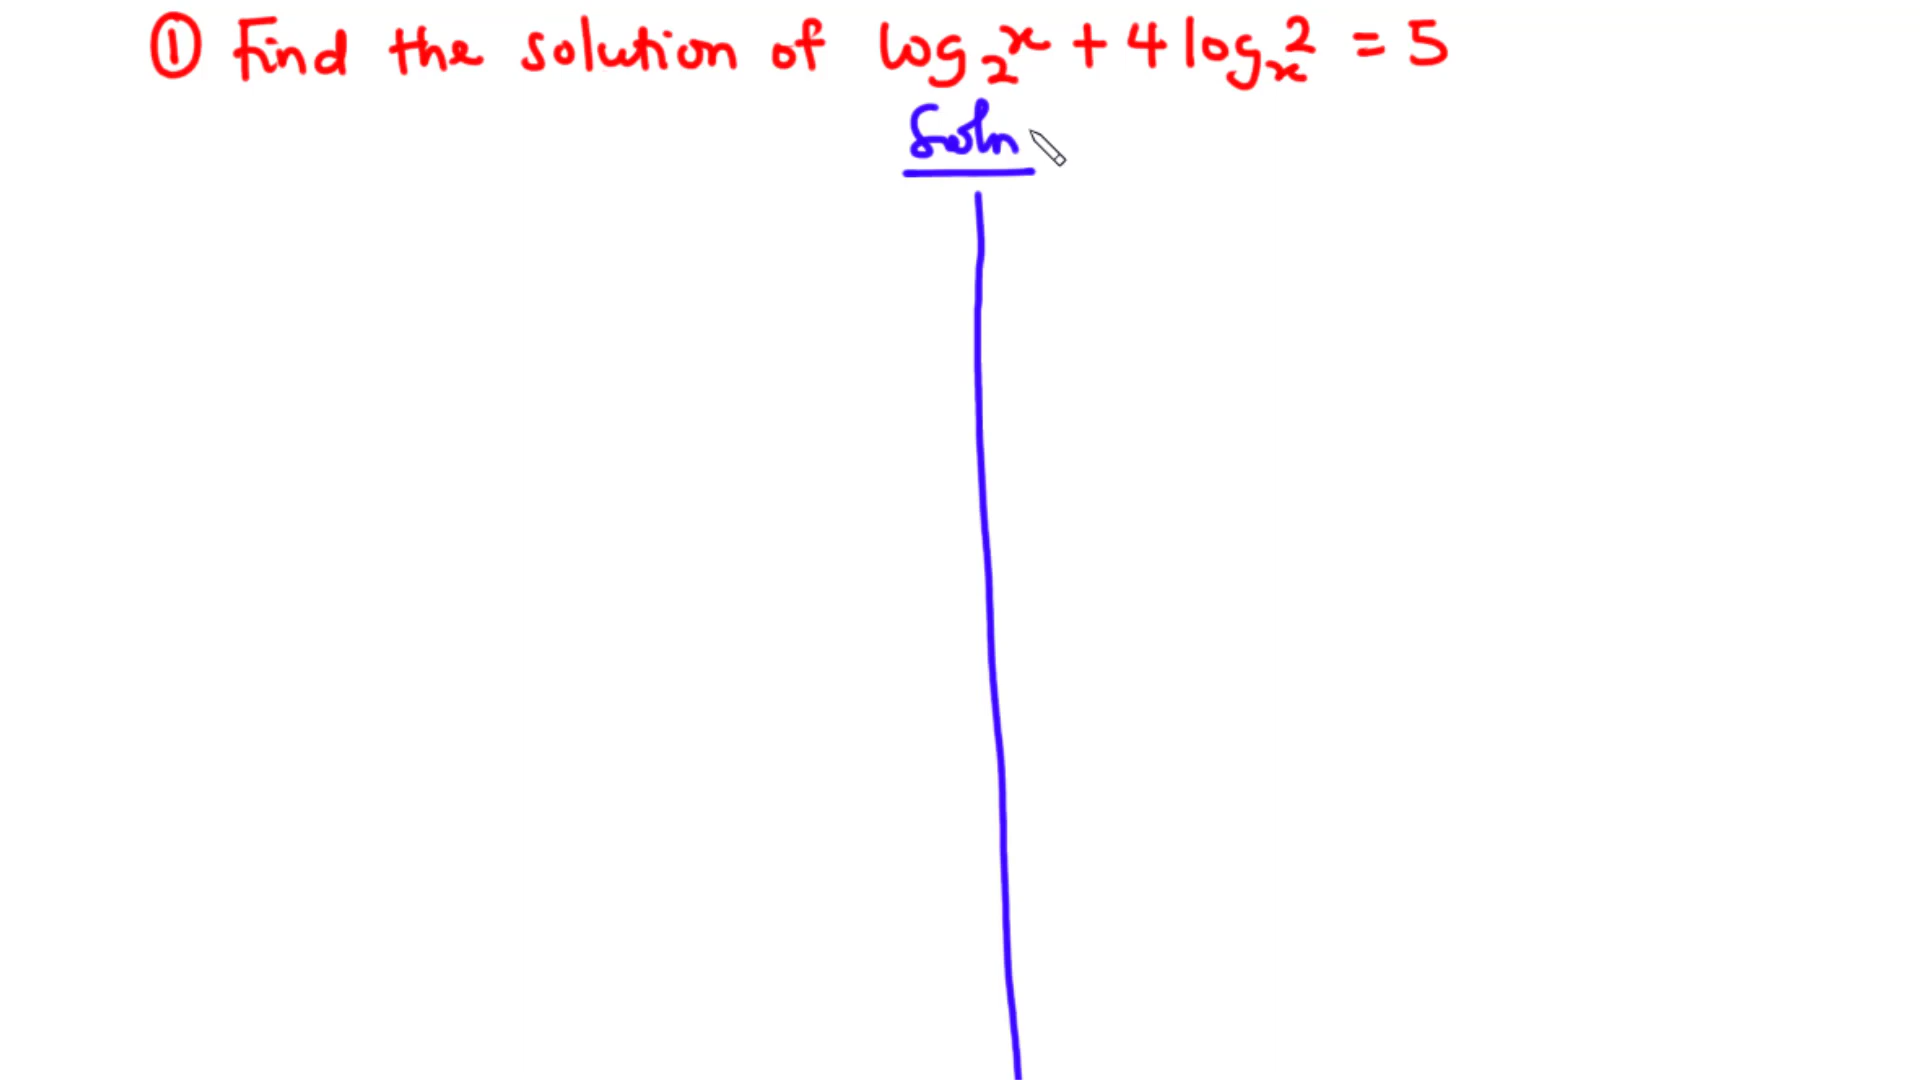 ① Find the solution of log₂ˣ + 4 logₓ² = 5
Soln